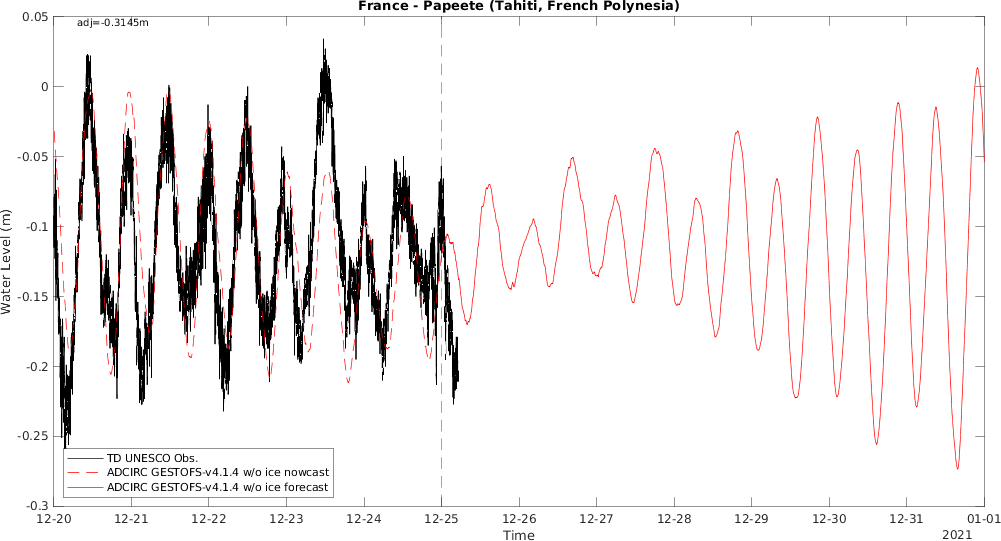 France - Papeete (Tahiti, French Polynesia)
adj=-0.3145m
0.05
0
-0.05
-0.1
-0.15
-0.2
-0.25
-0.3
Water Level (m)
TD UNESCO Obs.
ADCIRC GESTOFS-v4.1.4 w/o ice nowcast
ADCIRC GESTOFS-v4.1.4 w/o ice forecast
12-20 12-21 12-22 12-23 12-24 12-25 12-26 12-27 12-28 12-29 12-30 12-31 01-01
Time
2021